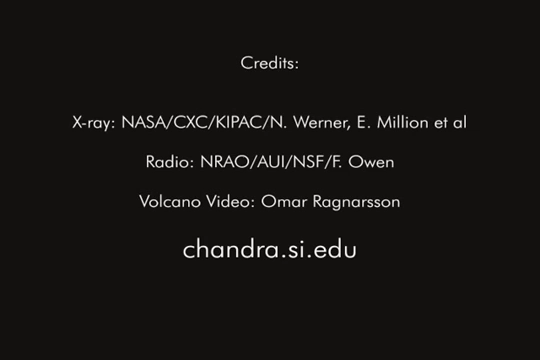 Credits:
X-ray: NASA/CXC/KIPAC/N. Werner, E. Million et al
Radio: NRAO/AUI/NSF/F. Owen
Volcano Video: Omar Ragnarsson
chandra.si.edu